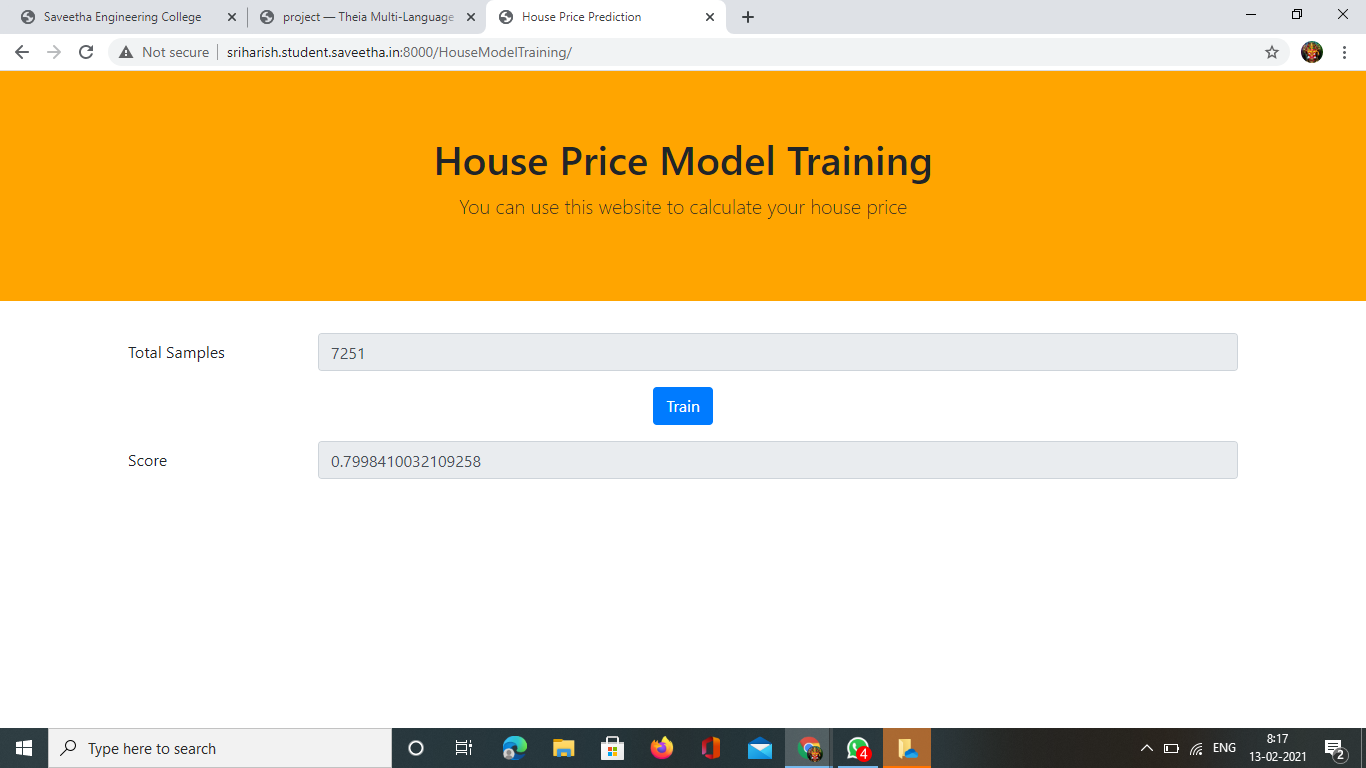 Saveetha Engineering College
project — Theia Multi-Language
House Price Prediction
Not secure
sriharish.student.saveetha.in:8000/HouseModelTraining/
House Price Model Training
You can use this website to calculate your house price
Total Samples
7251
Train
Score
0.7998410032109258
Type here to search
4
ENG
8:17
13-02-2021
2